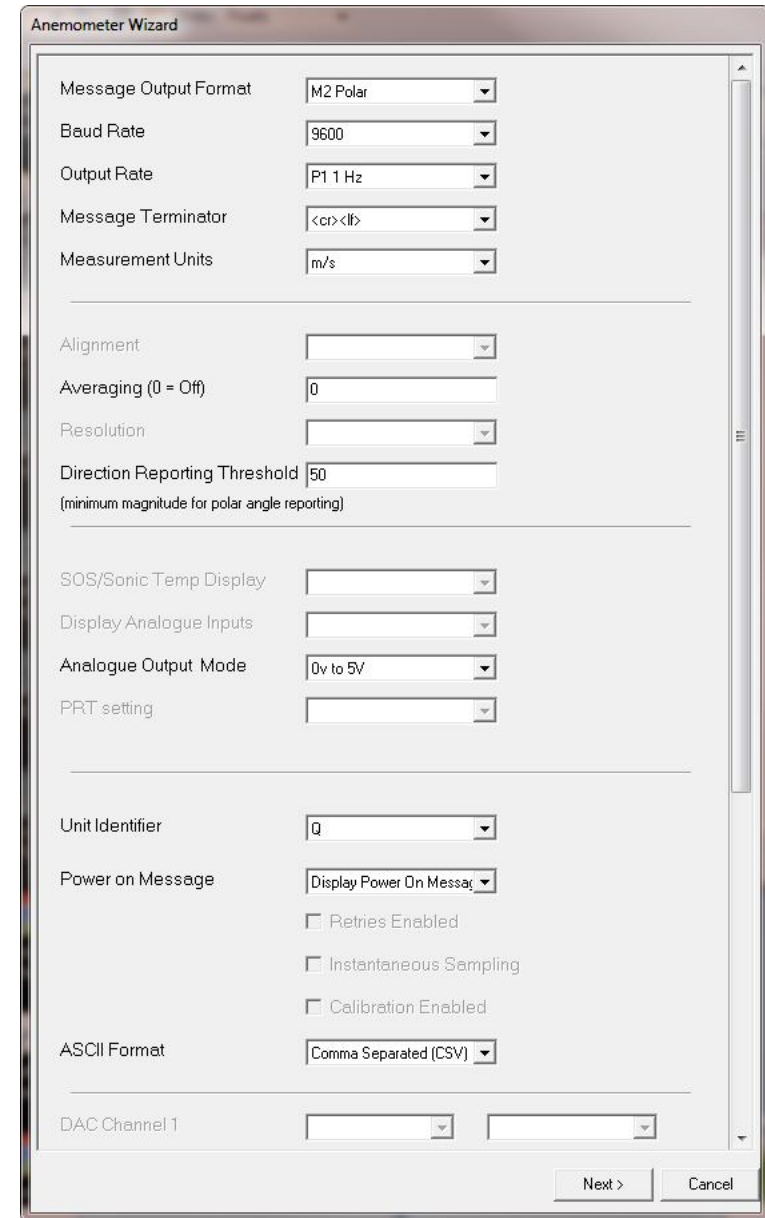 Anemometer Wizard
Message Output Format M2 Polar
Baud Rate 9600
Output Rate P1 1 Hz
Message Terminator <cr><lf>
Measurement Units m/s
Alignment
Averaging (0 = Off) 0
Resolution
Direction Reporting Threshold 50
(minimum magnitude for polar angle reporting)
SOS/Sonic Temp Display
Display Analogue Inputs
Analogue Output Mode 0v to 5V
PRT setting
Unit Identifier Q
Power on Message Display Power On Messag
Retries Enabled
Instantaneous Sampling
Calibration Enabled
ASCII Format Comma Separated (CSV)
DAC Channel 1
Next > Cancel